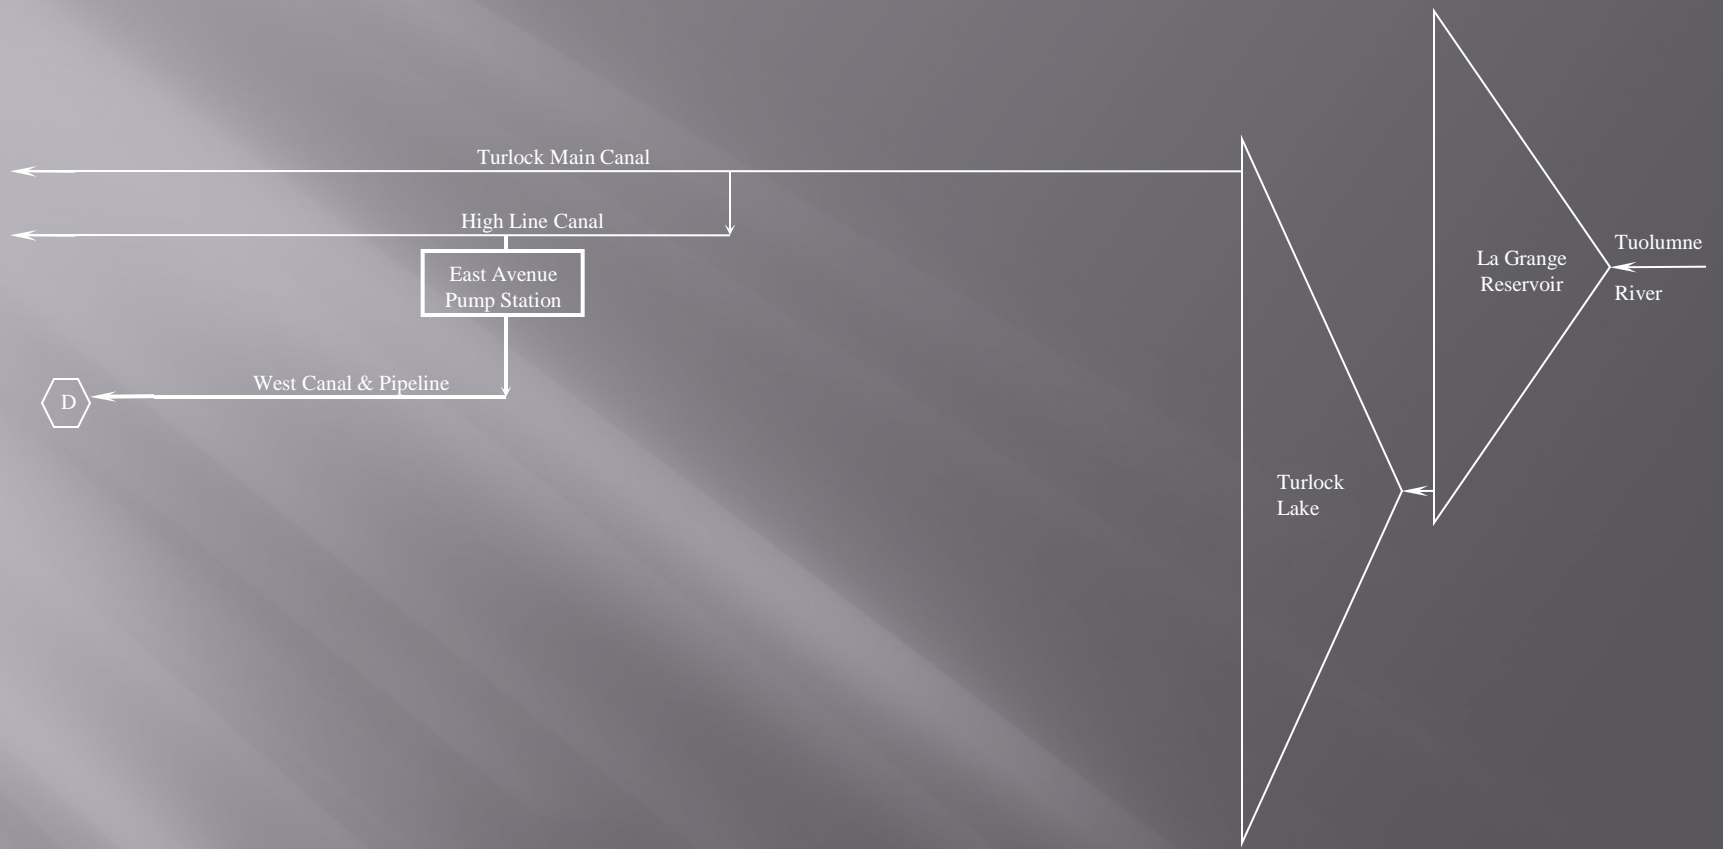 Turlock Main Canal
High Line Canal
East Avenue
Pump Station
West Canal & Pipeline
D
Turlock
Lake
La Grange
Reservoir
Tuolumne
River